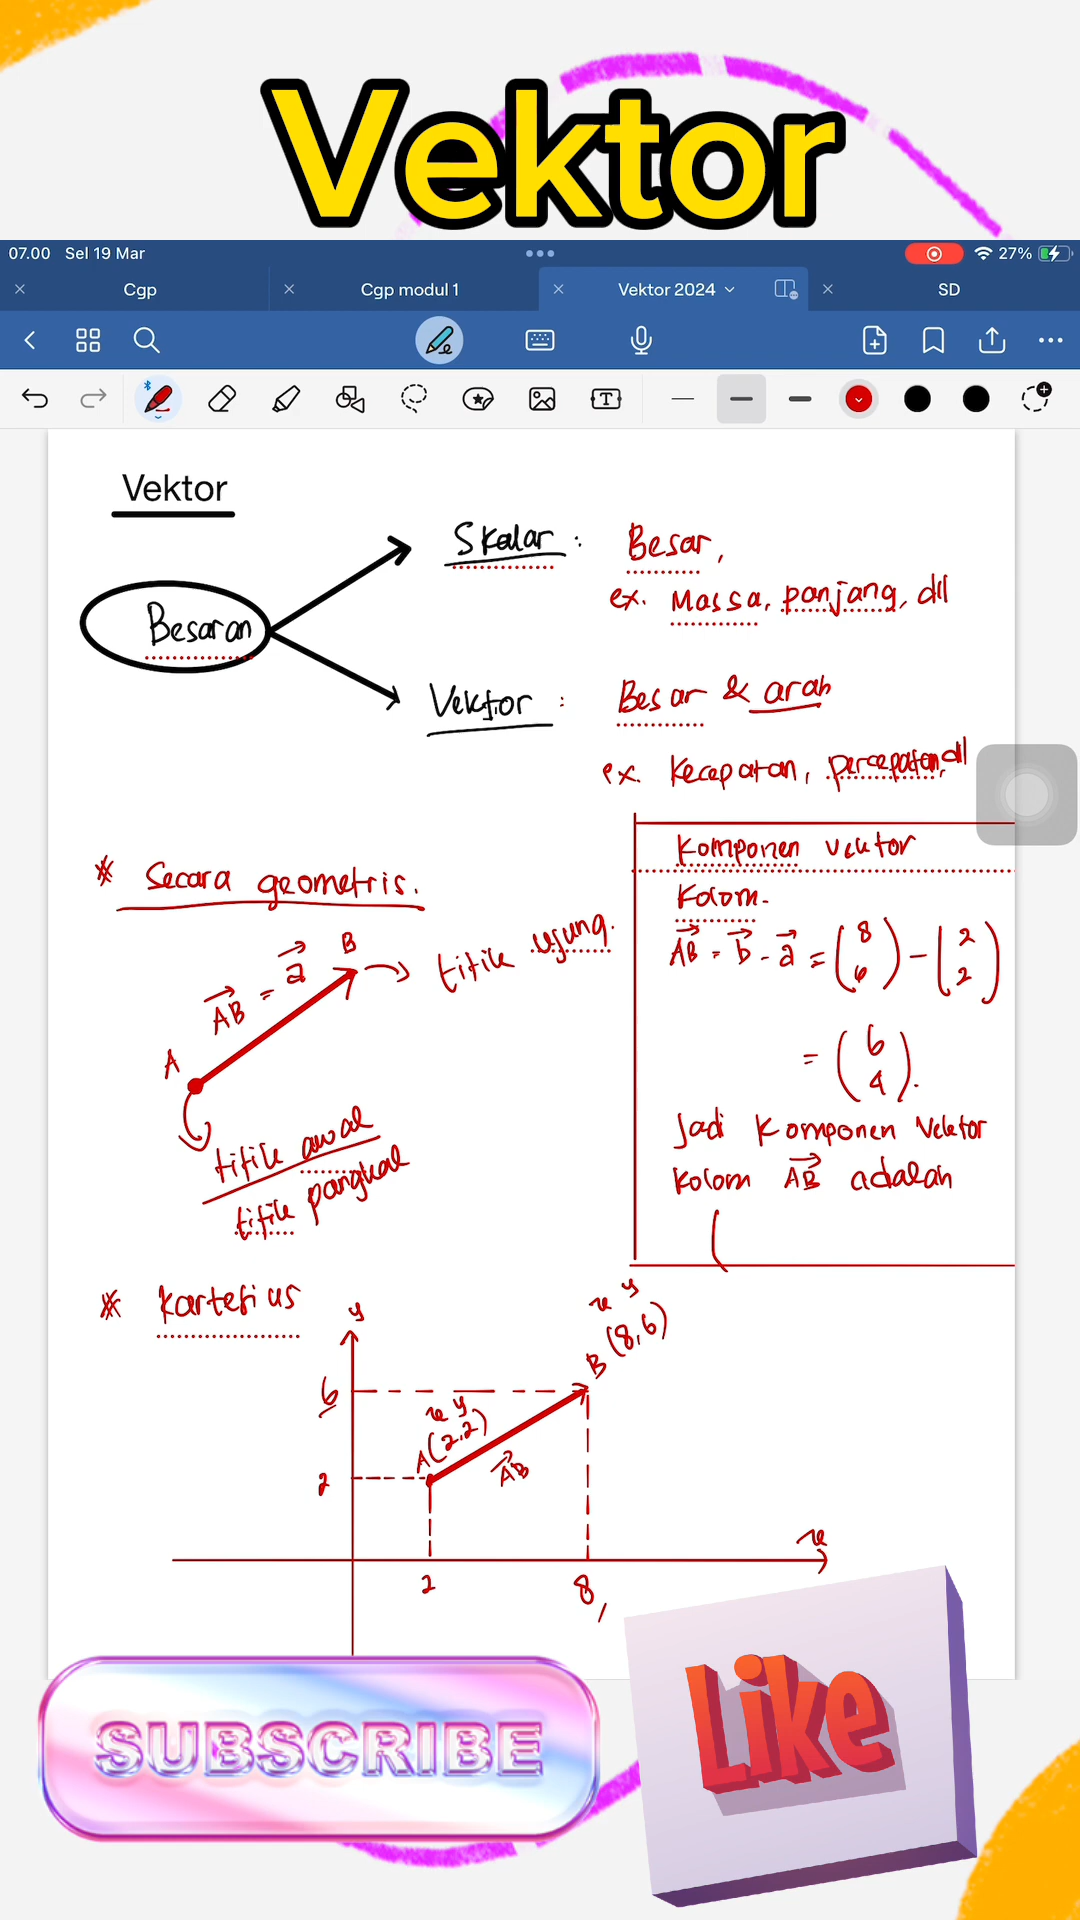 Vektor
07.00 Sel 19 Mar
27%
Cgp
Cgp modul 1
Vektor 2024
SD
Vektor
Besaran
Skalar :
Besar,
ex. Massa, panjang, dll
Vektor :
Besar & arah
ex. Kecepatan, percepatan, dll
* Secara geometris.
AB = a
A
B
titik ujung.
titik awal
titik pangkal
Komponen vektor
Kolom.
AB = b - a = (8 6) - (2 2)
= (6 4).
Jadi Komponen Vektor
Kolom AB adalah
(
* Kartesius
y
x y
B (8,6)
6
x y
A(2,2)
AB
2
x
2
8,
SUBSCRIBE
Like